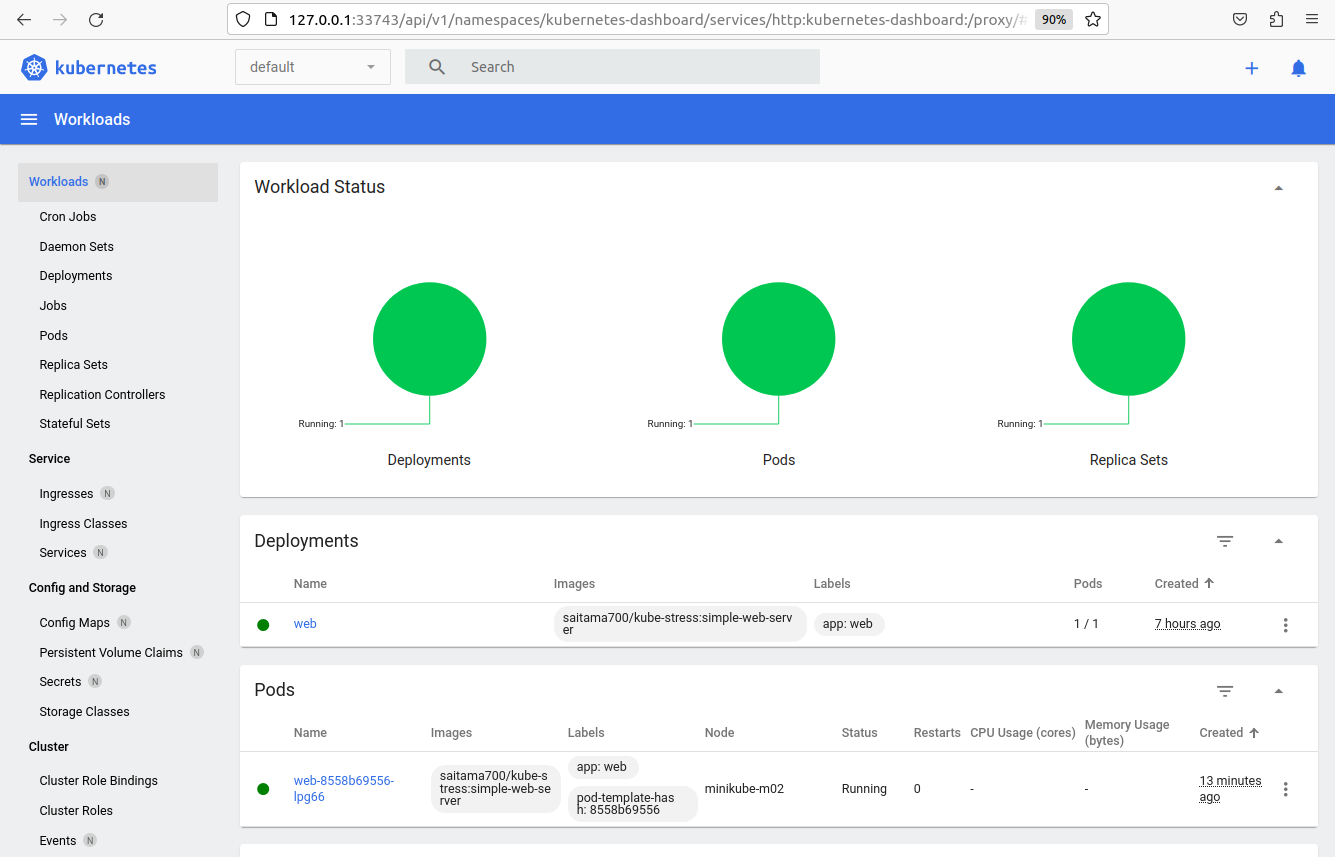 127.0.0.1:33743/api/v1/namespaces/kubernetes-dashboard/services/http:kubernetes-dashboard:/proxy/#
90%
kubernetes
default
Search
Workloads
Workloads N
Cron Jobs
Daemon Sets
Deployments
Jobs
Pods
Replica Sets
Replication Controllers
Stateful Sets
Service
Ingresses N
Ingress Classes
Services N
Config and Storage
Config Maps N
Persistent Volume Claims N
Secrets N
Storage Classes
Cluster
Cluster Role Bindings
Cluster Roles
Events N
Workload Status
Running: 1
Deployments
Running: 1
Pods
Running: 1
Replica Sets
Deployments
Name Images Labels Pods Created
web
saitama700/kube-stress:simple-web-serv
er
app: web
1 / 1
7 hours ago
Pods
Name Images Labels Node Status Restarts CPU Usage (cores)
Memory Usage
(bytes)
Created
web-8558b69556-
lpg66
saitama700/kube-s
tress:simple-web-se
rver
app: web
pod-template-has
h: 8558b69556
minikube-m02
Running
0
-
-
13 minutes
ago